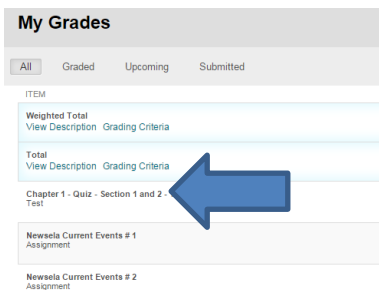 My Grades
All Graded Upcoming Submitted
ITEM
Weighted Total
View Description Grading Criteria
Total
View Description Grading Criteria
Chapter 1 - Quiz - Section 1 and 2 -
Test
Newsela Current Events # 1
Assignment
Newsela Current Events # 2
Assignment